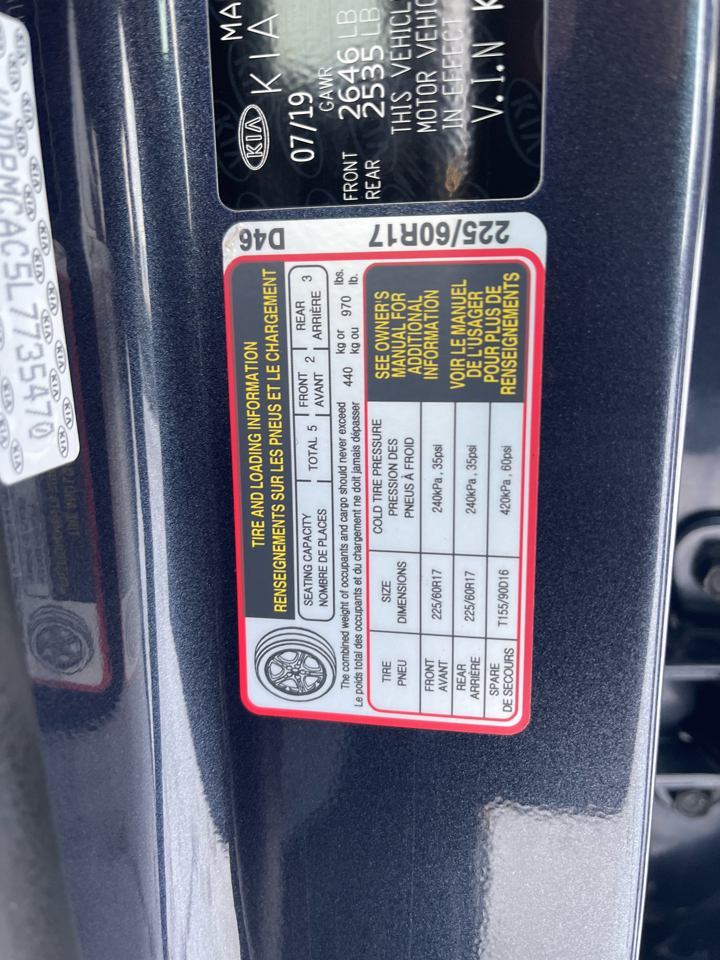 KNDPMCAC5L7735470
KIA
MA
KIA
07/19
GAWR
FRONT 2646 LB
REAR 2535 LB
THIS VEHICL
MOTOR VEHIC
IN EFFECT
V.I.N K
D46
225/60R17
TIRE AND LOADING INFORMATION
RENSEIGNEMENTS SUR LES PNEUS ET LE CHARGEMENT
SEATING CAPACITY
NOMBRE DE PLACES
TOTAL 5
FRONT
AVANT
2
REAR
ARRIÈRE
3
The combined weight of occupants and cargo should never exceed 440 kg or 970 lbs.
Le poids total des occupants et du chargement ne doit jamais dépasser kg ou lb.
TIRE SIZE COLD TIRE PRESSURE
PNEU DIMENSIONS PRESSION DES
PNEUS À FROID
FRONT
AVANT
225/60R17 240kPa , 35psi
REAR
ARRIÈRE
225/60R17 240kPa , 35psi
SPARE
DE SECOURS
T155/90D16 420kPa , 60psi
SEE OWNER'S
MANUAL FOR
ADDITIONAL
INFORMATION
VOIR LE MANUEL
DE L'USAGER
POUR PLUS DE
RENSEIGNEMENTS